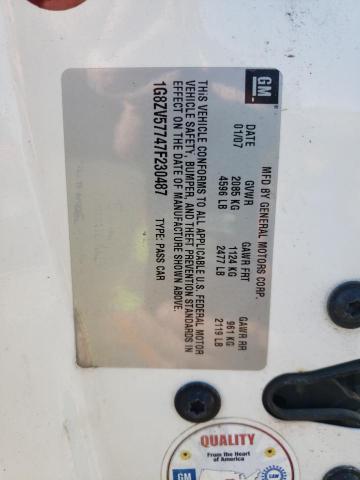 GM
MFD BY GENERAL MOTORS CORP.
DATE GVWR GAWR FRT GAWR RR
01/07 2085 KG 1124 KG 961 KG
4596 LB 2477 LB 2119 LB
THIS VEHICLE CONFORMS TO ALL APPLICABLE U.S. FEDERAL MOTOR
VEHICLE SAFETY, BUMPER, AND THEFT PREVENTION STANDARDS IN
EFFECT ON THE DATE OF MANUFACTURE SHOWN ABOVE.
1G8ZV57747F230487 TYPE: PASS CAR
QUALITY
From the Heart
of America
GM
UAW